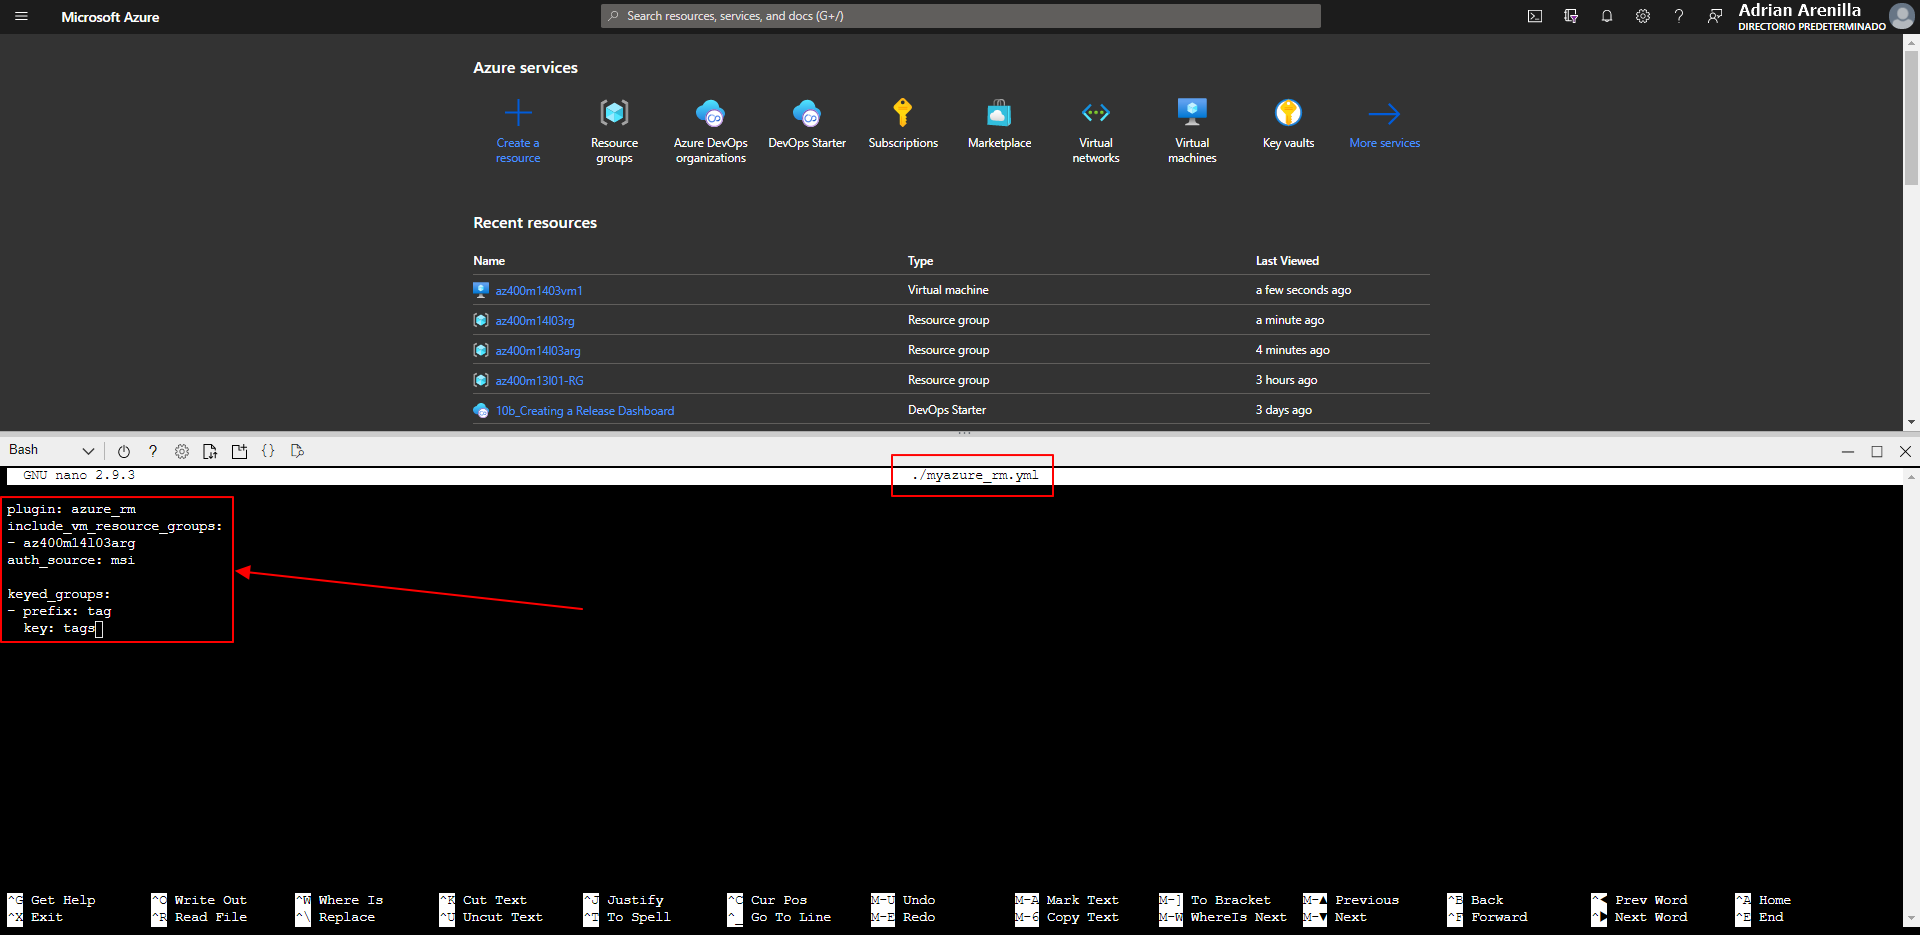 Microsoft Azure
Search resources, services, and docs (G+/)
Adrian Arenilla
DIRECTORIO PREDETERMINADO
Azure services
Create a resource
Resource groups
Azure DevOps organizations
DevOps Starter
Subscriptions
Marketplace
Virtual networks
Virtual machines
Key vaults
More services
Recent resources
Name Type Last Viewed
az400m1403vm1 Virtual machine a few seconds ago
az400m14l03rg Resource group a minute ago
az400m14l03arg Resource group 4 minutes ago
az400m13l01-RG Resource group 3 hours ago
10b_Creating a Release Dashboard DevOps Starter 3 days ago
Bash
GNU nano 2.9.3 ./myazure_rm.yml
plugin: azure_rm
include_vm_resource_groups:
- az400m14l03arg
auth_source: msi
keyed_groups:
- prefix: tag
key: tags
^G Get Help ^O Write Out ^W Where Is ^K Cut Text ^J Justify ^C Cur Pos M-U Undo M-A Mark Text M-] To Bracket M-▲ Previous ^B Back ^◀ Prev Word ^A Home
^X Exit ^R Read File ^\ Replace ^U Uncut Text ^T To Spell ^_ Go To Line M-E Redo M-6 Copy Text M-W WhereIs Next M-▼ Next ^F Forward ^▶ Next Word ^E End